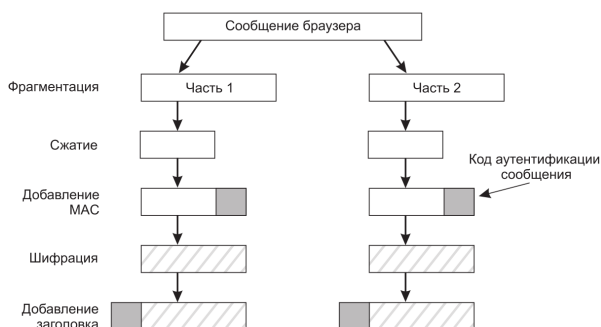 Сообщение браузера
Фрагментация
Часть 1
Часть 2
Сжатие
Код аутентификации
сообщения
Добавление
MAC
Шифрация
Добавление
заголовка